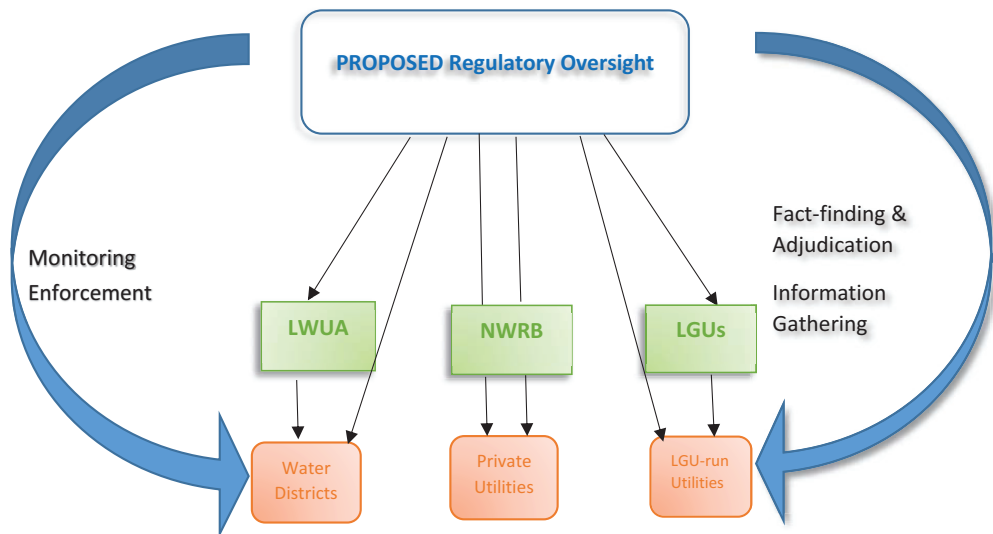 PROPOSED Regulatory Oversight
Monitoring
Enforcement
Fact-finding &
Adjudication
Information
Gathering
LWUA
NWRB
LGUs
Water
Districts
Private
Utilities
LGU-run
Utilities